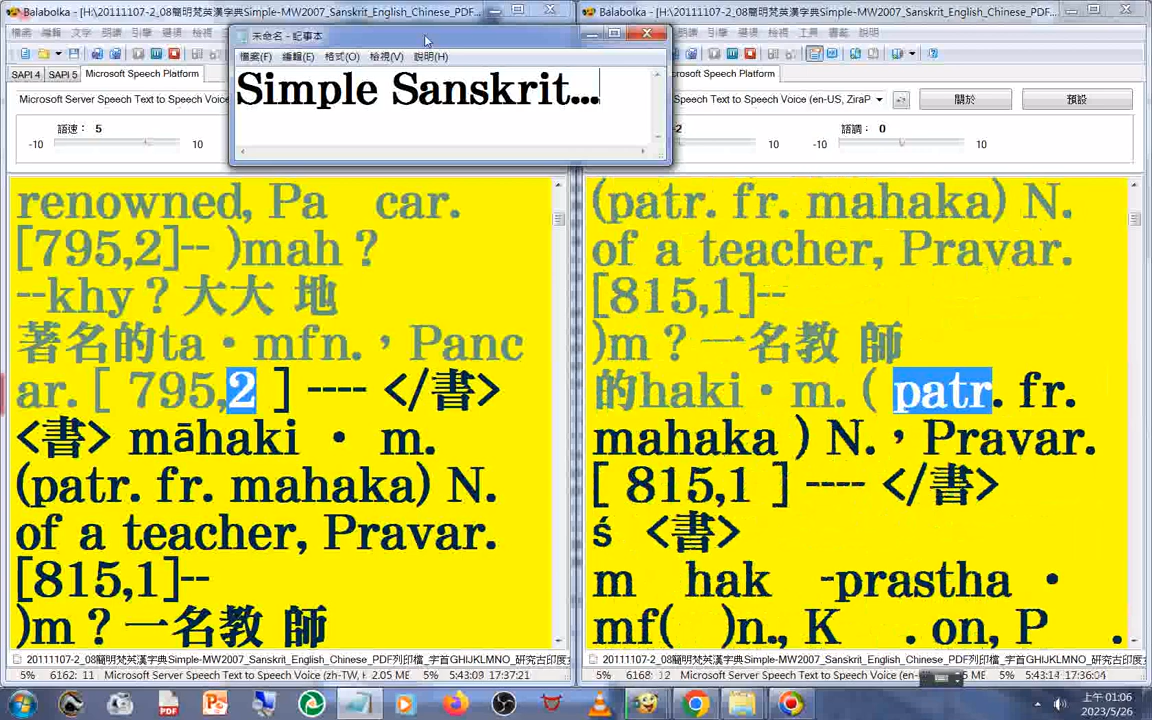 Balabolka - [H:\20111107-2_08簡明梵英漢字典Simple-MW2007_Sanskrit_English_Chinese_PDF...
Balabolka - [H:\20111107-2_08簡明梵英漢字典Simple-MW2007_Sanskrit_English_Chinese_PDF...
未命名 - 記事本
檔案(F) 編輯(E) 格式(O) 檢視(V) 說明(H)
Simple Sanskrit...
SAPI 4 SAPI 5 Microsoft Speech Platform
Speech Platform
Microsoft Server Speech Text to Speech Voice
Speech Text to Speech Voice (en-US, ZiraP
關於
預設
語速： 5
-10 10
-2
10
語調： 0
-10 10
renowned, Pa car.
[795,2]-- )mah？
--khy？大大 地
著名的ta・mfn.，Panc
ar. [ 795,2 ] ---- </書>
<書> māhaki ・ m.
(patr. fr. mahaka) N.
of a teacher, Pravar.
[815,1]--
)m？一名教 師
(patr. fr. mahaka) N.
of a teacher, Pravar.
[815,1]--
)m？一名教 師
的haki・m. ( patr. fr.
mahaka ) N.，Pravar.
[ 815,1 ] ---- </書>
ś <書>
m hak -prastha・
mf( )n., K . on, P .
20111107-2_08簡明梵英漢字典Simple-MW2007_Sanskrit_English_Chinese_PDF列印檔_字首GHIJKLMNO_研究古印度
20111107-2_08簡明梵英漢字典Simple-MW2007_Sanskrit_English_Chinese_PDF列印檔_字首GHIJKLMNO_研究古印度
5% 6162: 11 Microsoft Server Speech Text to Speech Voice (zh-TW, H 2.05 ME 5% 5:43:09 17:37:21
5% 6168: 12 Microsoft Server Speech Text to Speech Voice 5% 5:43:14 17:36:04
上午 01:06
2023/5/26